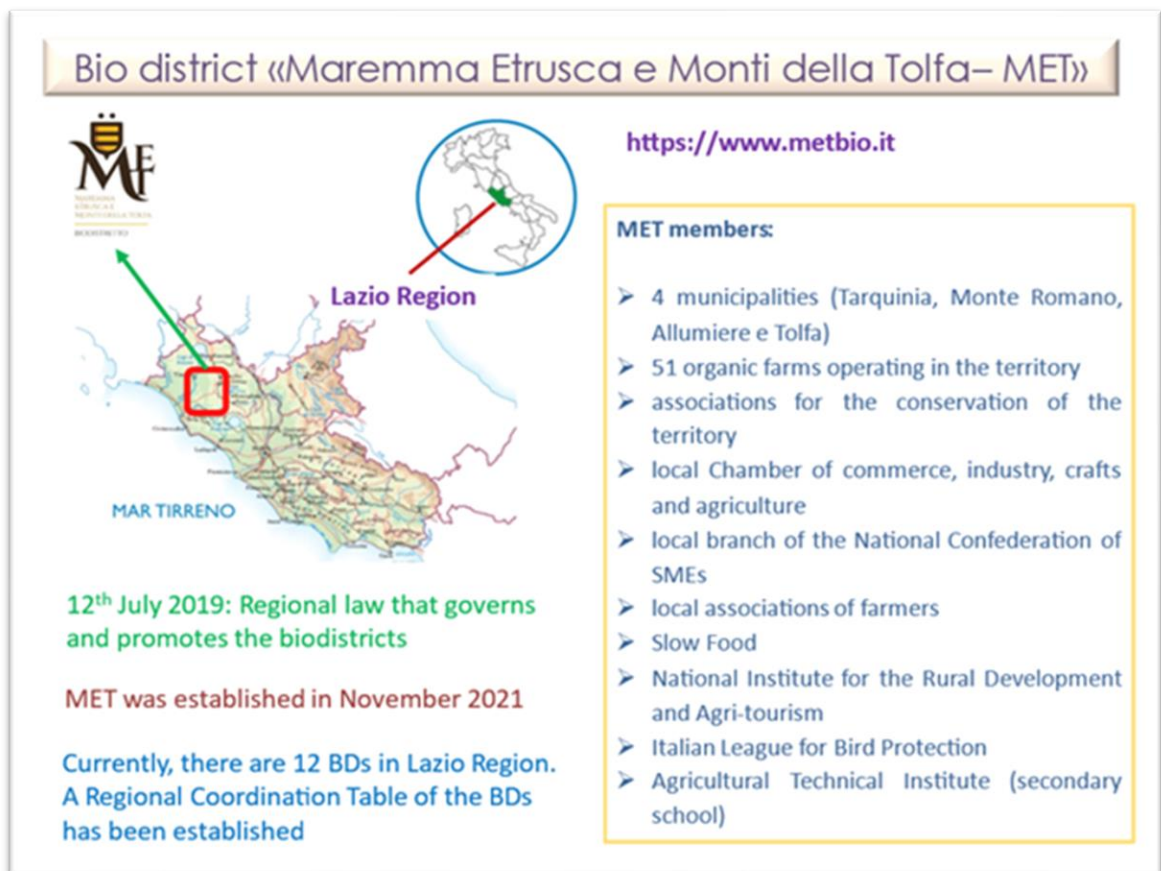 Bio district «Maremma Etrusca e Monti della Tolfa– MET»
MAREMMA
ETRUSCA E
MONTI DELLA TOLFA
BIODISTRETTO
https://www.metbio.it
Lazio Region
MAR TIRRENO
12th July 2019: Regional law that governs
and promotes the biodistricts
MET was established in November 2021
Currently, there are 12 BDs in Lazio Region.
A Regional Coordination Table of the BDs
has been established
MET members:
➢ 4 municipalities (Tarquinia, Monte Romano,
Allumiere e Tolfa)
➢ 51 organic farms operating in the territory
➢ associations for the conservation of the
territory
➢ local Chamber of commerce, industry, crafts
and agriculture
➢ local branch of the National Confederation of
SMEs
➢ local associations of farmers
➢ Slow Food
➢ National Institute for the Rural Development
and Agri-tourism
➢ Italian League for Bird Protection
➢ Agricultural Technical Institute (secondary
school)